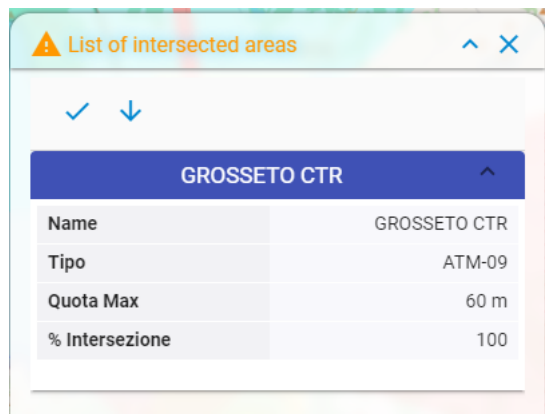 List of intersected areas
GROSSETO CTR
Name GROSSETO CTR
Tipo ATM-09
Quota Max 60 m
% Intersezione 100